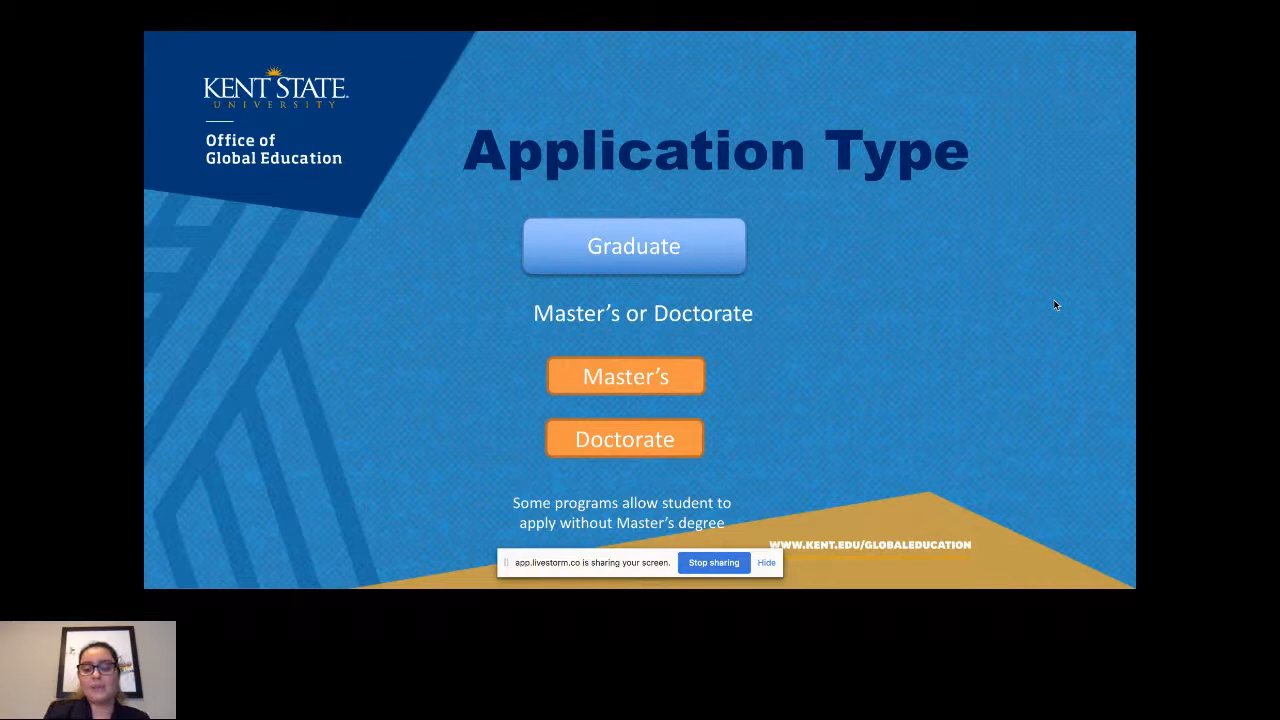 KENT STATE.
UNIVERSITY
Office of
Global Education
Application Type
Graduate
Master's or Doctorate
Master's
Doctorate
Some programs allow student to
apply without Master's degree
WWW.KENT.EDU/GLOBALEDUCATION
app.livestorm.co is sharing your screen. Stop sharing Hide